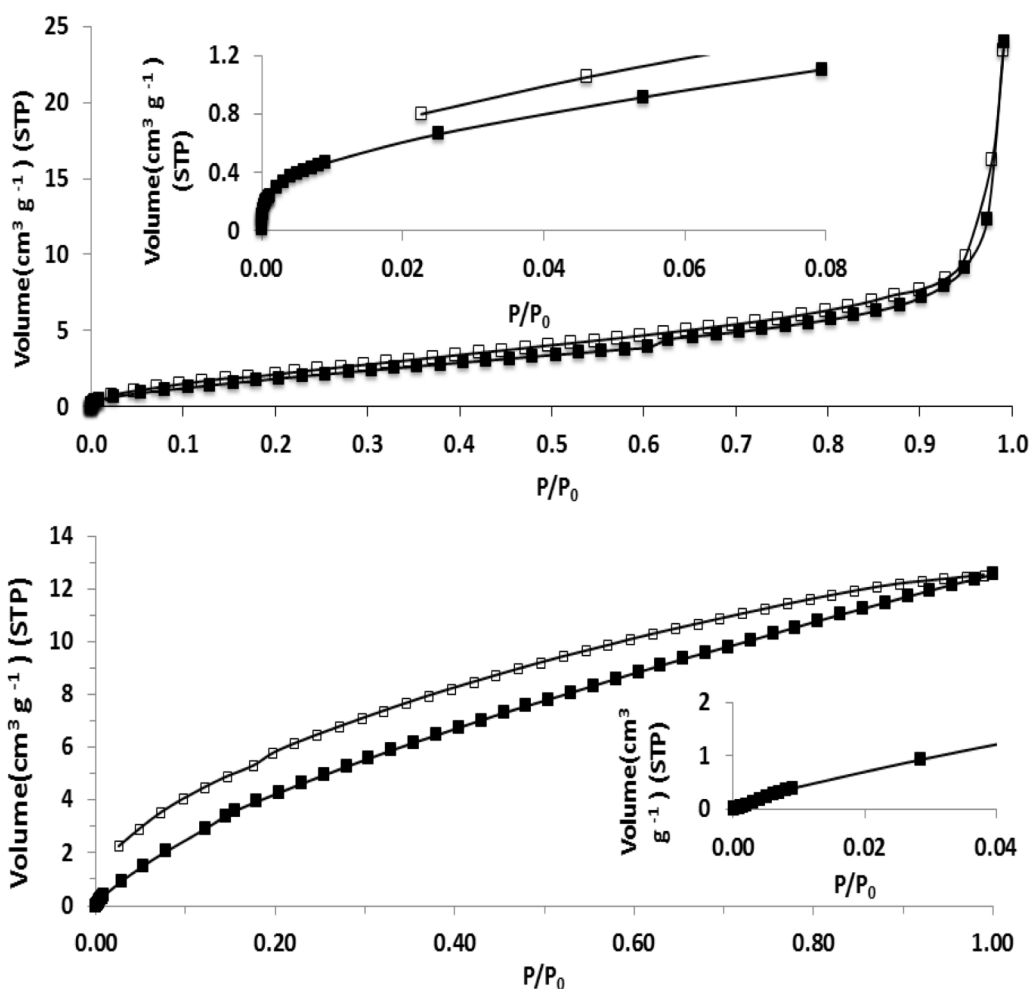 25
20
15
10
5
0
Volume(cm³ g ⁻¹ ) (STP)
0.0 0.1 0.2 0.3 0.4 0.5 0.6 0.7 0.8 0.9 1.0
P/P₀
1.2
0.8
0.4
0
Volume(cm³ g ⁻¹ )
(STP)
0.00 0.02 0.04 0.06 0.08
P/P₀
14
12
10
8
6
4
2
0
Volume(cm³ g ⁻¹ ) (STP)
0.00 0.20 0.40 0.60 0.80 1.00
P/P₀
2
1
0
Volume(cm³
g ⁻¹ ) (STP)
0.00 0.02 0.04
P/P₀